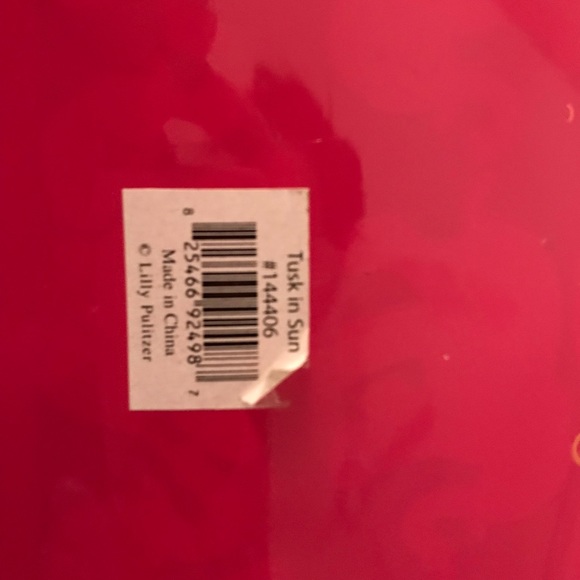 Tusk in Sun
#144406
8 25466 92498 7
Made in China
© Lilly Pulitzer